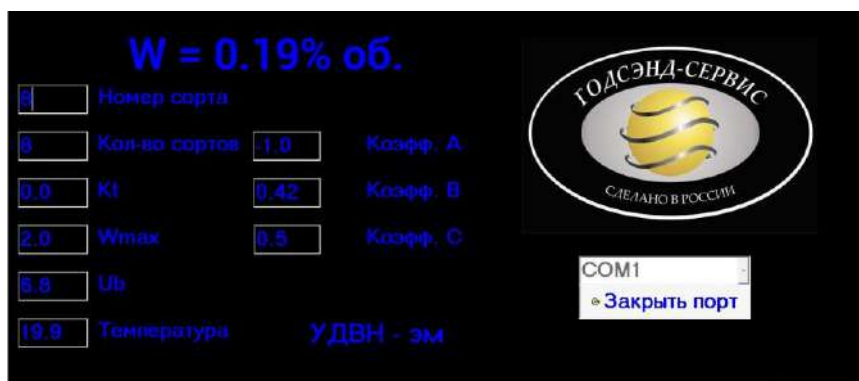 W = 0.19% об.
8 Номер сорта
8 Кол-во сортов -1.0 Коэфф. A
0.0 Kt 0.42 Коэфф. B
2.0 Wmax 0.5 Коэфф. C
6.8 Ub
19.9 Температура УДВН - эм
ГОДСЭНД-СЕРВИС
СДЕЛАНО В РОССИИ
COM1
Закрыть порт